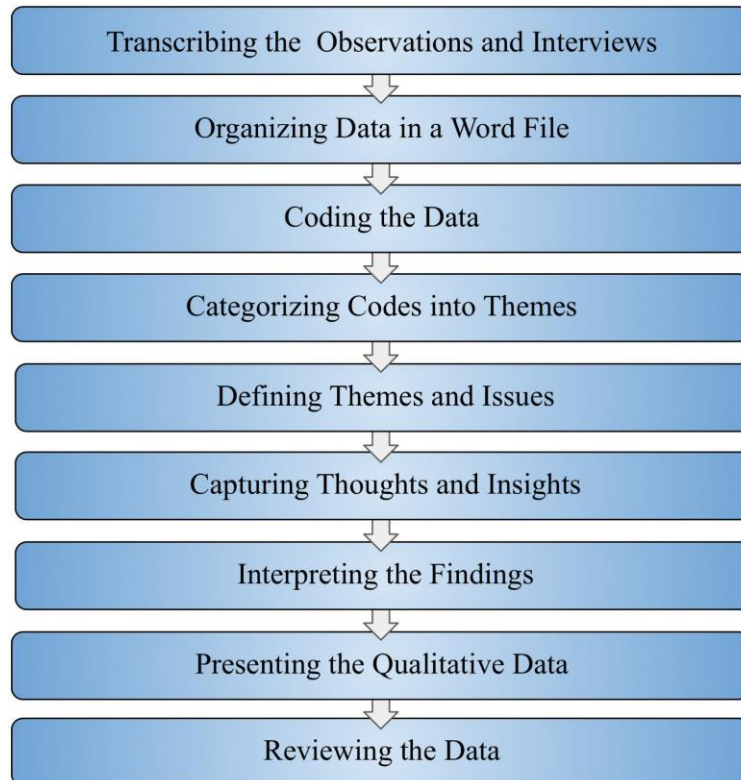 Transcribing the Observations and Interviews
Organizing Data in a Word File
Coding the Data
Categorizing Codes into Themes
Defining Themes and Issues
Capturing Thoughts and Insights
Interpreting the Findings
Presenting the Qualitative Data
Reviewing the Data